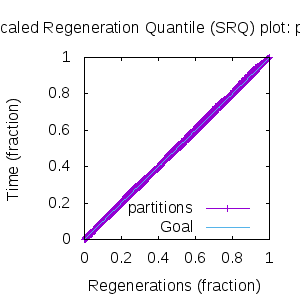 caled Regeneration Quantile (SRQ) plot: p
1
0.8
0.6
0.4
0.2
0
Time (fraction)
partitions
Goal
0 0.2 0.4 0.6 0.8 1
Regenerations (fraction)